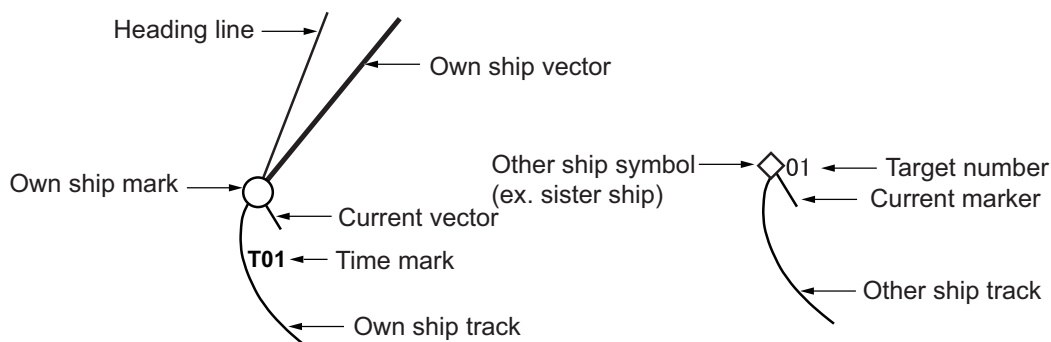 Heading line
Own ship vector
Own ship mark
Current vector
T01
Time mark
Own ship track
Other ship symbol
(ex. sister ship)
01
Target number
Current marker
Other ship track